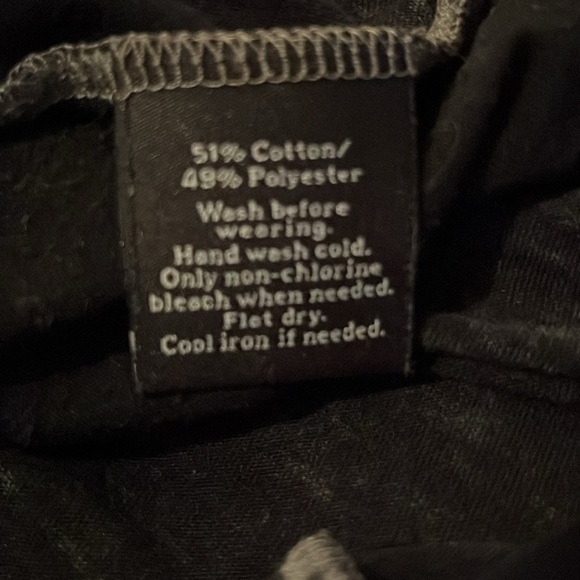 51% Cotton/
49% Polyester
Wash before
wearing.
Hand wash cold.
Only non-chlorine
bleach when needed.
Flat dry.
Cool iron if needed.